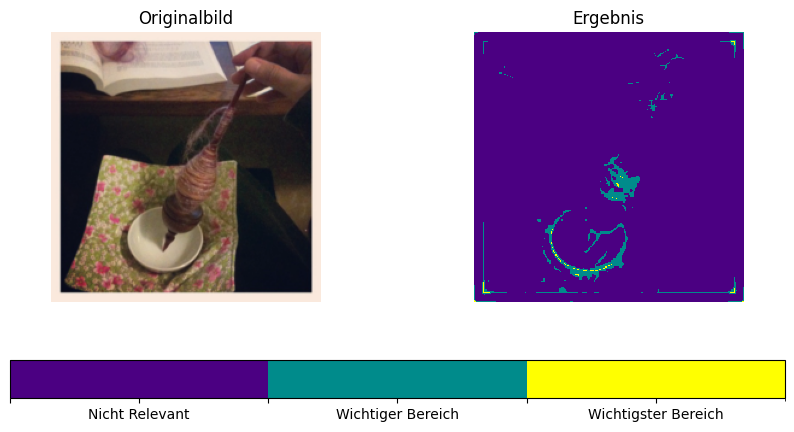 Originalbild
Ergebnis
Nicht Relevant
Wichtiger Bereich
Wichtigster Bereich